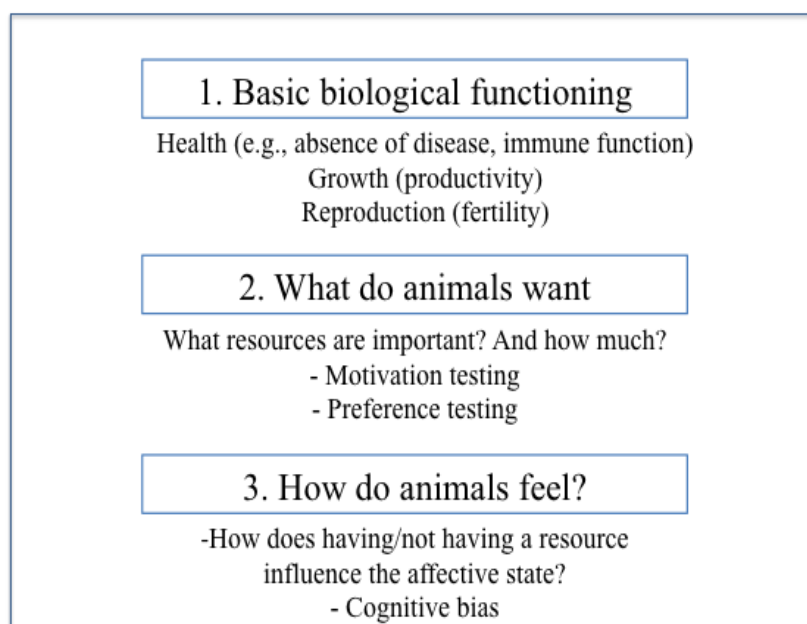 1. Basic biological functioning
Health (e.g., absence of disease, immune function)
Growth (productivity)
Reproduction (fertility)
2. What do animals want
What resources are important? And how much?
- Motivation testing
- Preference testing
3. How do animals feel?
-How does having/not having a resource
influence the affective state?
- Cognitive bias